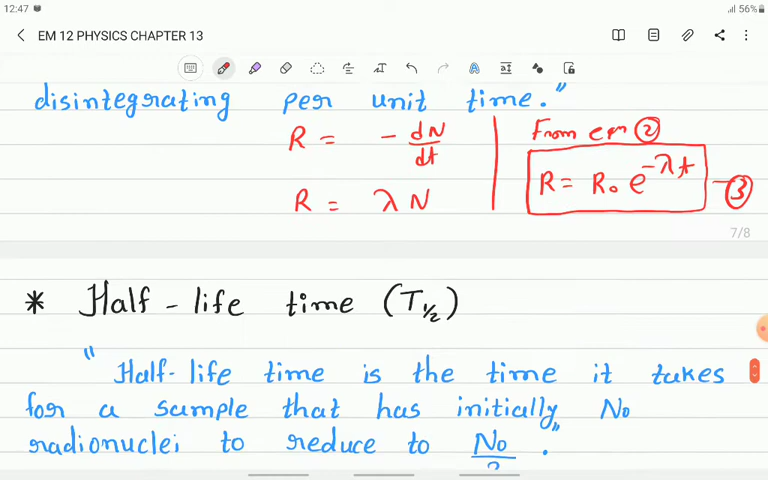 12:47 56%
EM 12 PHYSICS CHAPTER 13
disintegrating per unit time."
R = - dN/dt
From em ②
R = R₀ e^-λt - ③
R = λ N
7/8
* Half - life time (T½)
"Half-life time is the time it takes
for a sample that has initially N₀
radionuclei to reduce to N₀/2 ."